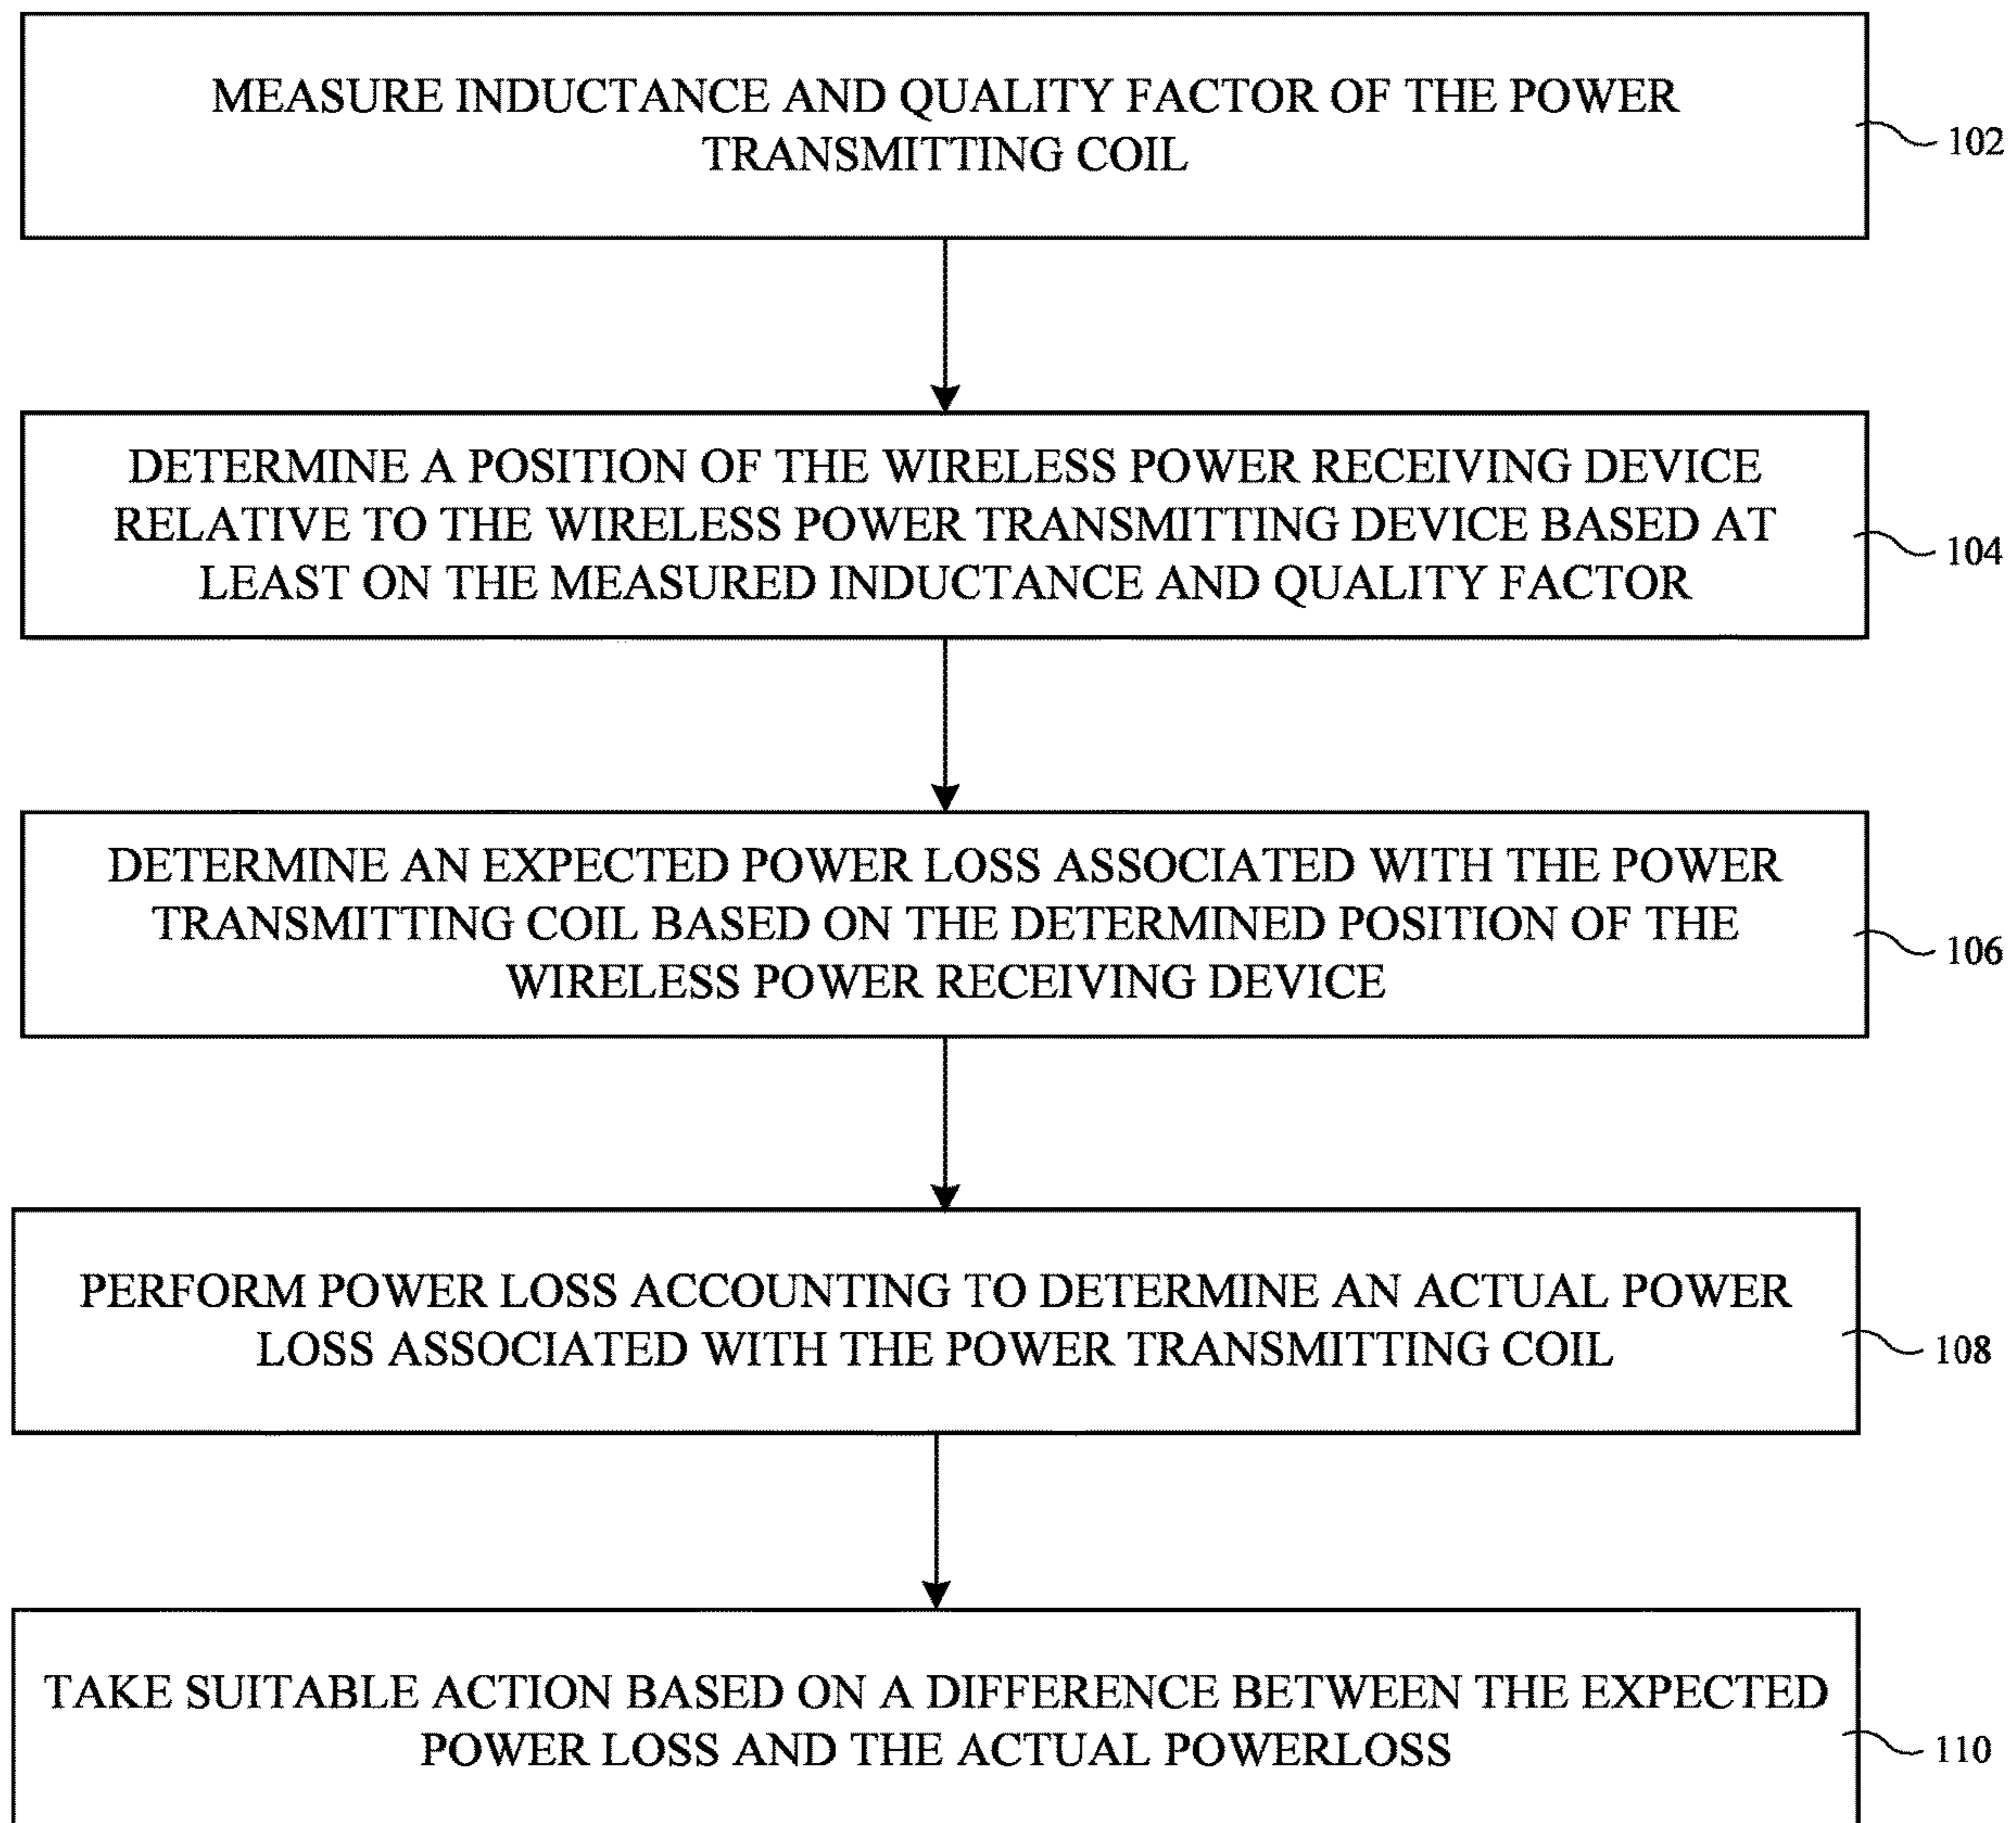 MEASURE INDUCTANCE AND QUALITY FACTOR OF THE POWER
TRANSMITTING COIL
102
DETERMINE A POSITION OF THE WIRELESS POWER RECEIVING DEVICE
RELATIVE TO THE WIRELESS POWER TRANSMITTING DEVICE BASED AT
LEAST ON THE MEASURED INDUCTANCE AND QUALITY FACTOR
104
DETERMINE AN EXPECTED POWER LOSS ASSOCIATED WITH THE POWER
TRANSMITTING COIL BASED ON THE DETERMINED POSITION OF THE
WIRELESS POWER RECEIVING DEVICE
106
PERFORM POWER LOSS ACCOUNTING TO DETERMINE AN ACTUAL POWER
LOSS ASSOCIATED WITH THE POWER TRANSMITTING COIL
108
TAKE SUITABLE ACTION BASED ON A DIFFERENCE BETWEEN THE EXPECTED
POWER LOSS AND THE ACTUAL POWERLOSS
110